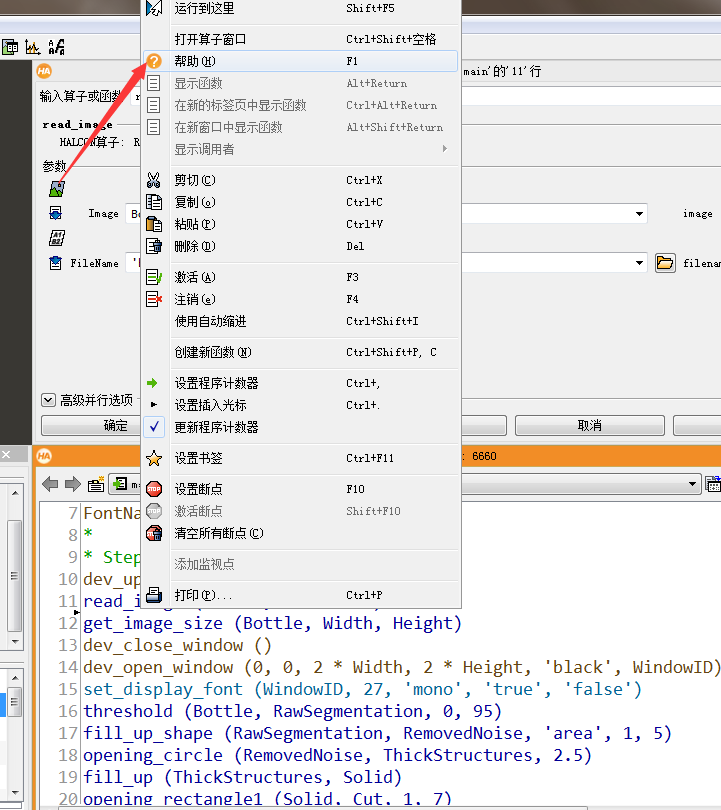 运行到这里 Shift+F5
打开算子窗口 Ctrl+Shift+空格
帮助(H) F1
main'的'11'行
显示函数 Alt+Return
输入算子或函数
在新的标签页中显示函数 Ctrl+Alt+Return
read_image
在新窗口中显示函数 Alt+Shift+Return
HALCON算子: R
显示调用者
参数
剪切(C) Ctrl+X
复制(o) Ctrl+C
Image Bo image
粘贴(P) Ctrl+V
删除(D) Del
FileName filenam
激活(A) F3
注销(e) F4
使用自动缩进 Ctrl+Shift+I
创建新函数(N) Ctrl+Shift+P, C
设置程序计数器 Ctrl+,
高级并行选项
设置插入光标 Ctrl+.
更新程序计数器
确定 取消
设置书签 Ctrl+F11
: 6660
设置断点 F10
激活断点 Shift+F10
清空所有断点(C)
添加监视点
打印(P)... Ctrl+P
7 FontNa
8 *
9 * Step
10 dev_up
11 read_i
12 get_image_size (Bottle, Width, Height)
13 dev_close_window ()
14 dev_open_window (0, 0, 2 * Width, 2 * Height, 'black', WindowID)
15 set_display_font (WindowID, 27, 'mono', 'true', 'false')
16 threshold (Bottle, RawSegmentation, 0, 95)
17 fill_up_shape (RawSegmentation, RemovedNoise, 'area', 1, 5)
18 opening_circle (RemovedNoise, ThickStructures, 2.5)
19 fill_up (ThickStructures, Solid)
20 opening_rectangle1 (Solid, Cut, 1, 7)